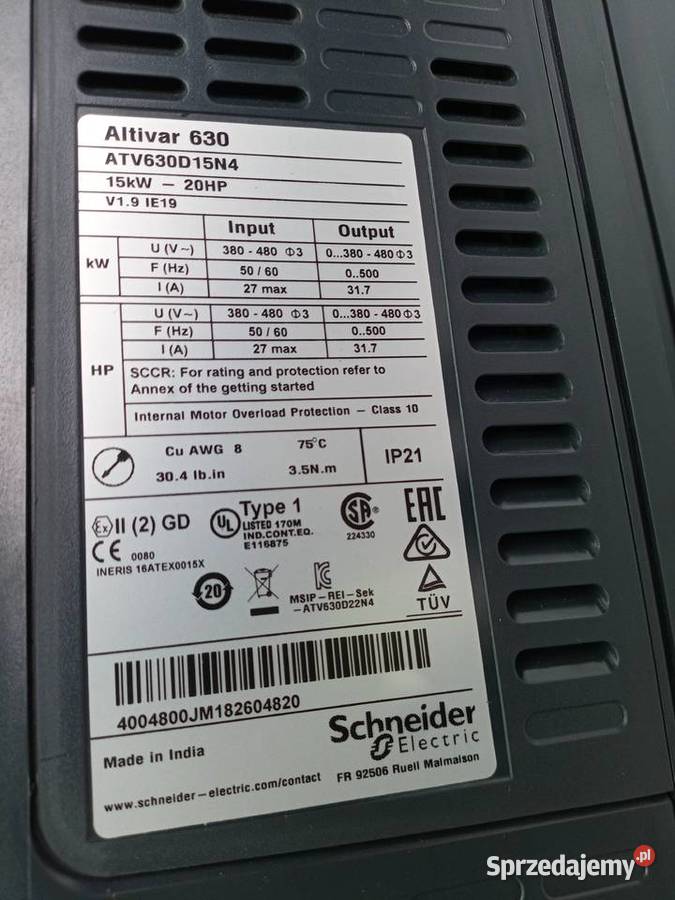 Altivar 630
ATV630D15N4
15kW - 20HP
V1.9 IE19
Input Output
kW
U (V~) 380 - 480 Φ3 0...380 - 480 Φ3
F (Hz) 50 / 60 0..500
I (A) 27 max 31.7
HP
U (V~) 380 - 480 Φ3 0...380 - 480 Φ3
F (Hz) 50 / 60 0..500
I (A) 27 max 31.7
SCCR: For rating and protection refer to
Annex of the getting started
Internal Motor Overload Protection - Class 10
Cu AWG 8 75°C
30.4 lb.in 3.5N.m
IP21
Ex II (2) GD
CE 0080
INERIS 16ATEX0015X
UL Type 1
LISTED 170M
IND.CONT.EQ.
E116875
SA ®
224330
EAC
20
MSIP-REI-Sek
-ATV630D22N4
TÜV
4004800JM182604820
Schneider
Electric
Made in India
www.schneider-electric.com/contact
FR 92506 Rueil Malmaison
Sprzedajemy .pl